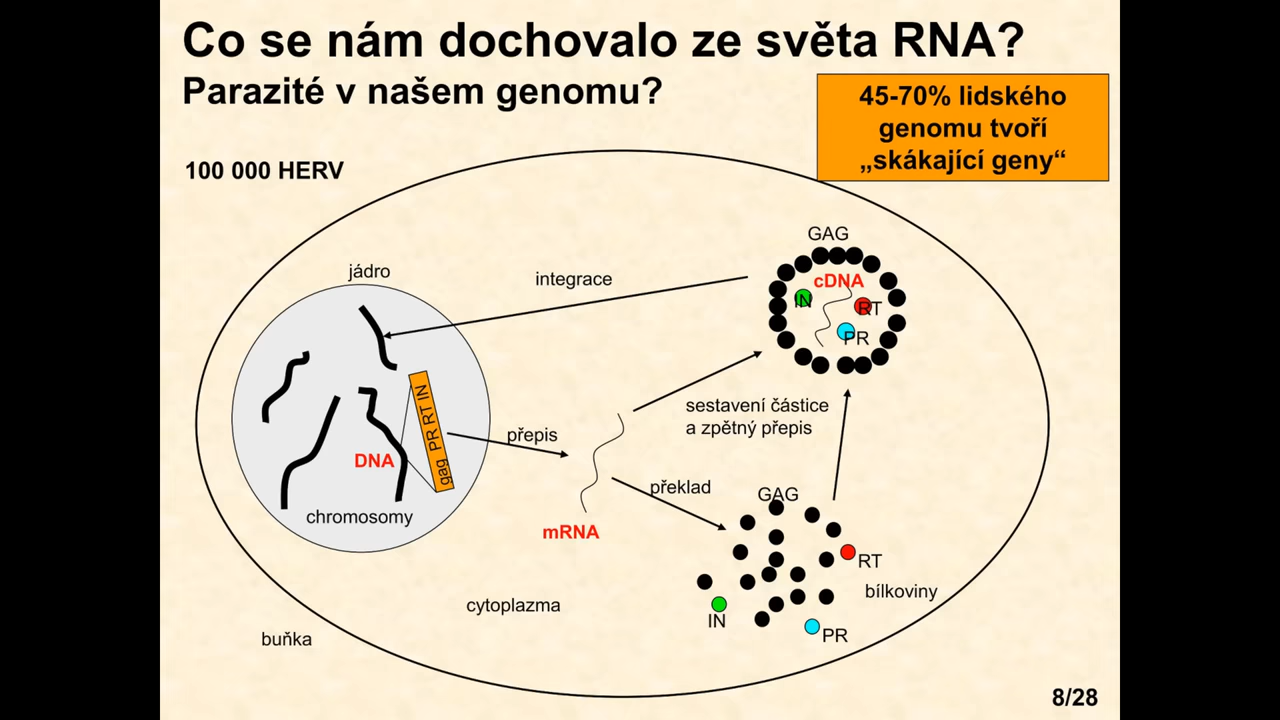 Co se nám dochovalo ze světa RNA?
Parazité v našem genomu?
45-70% lidského
genomu tvoří
„skákající geny“
100 000 HERV
GAG
jádro
integrace
cDNA
IN
RT
PR
gag PR RT IN
sestavení částice
a zpětný přepis
přepis
DNA
překlad
GAG
chromosomy
mRNA
RT
bílkoviny
cytoplazma
IN
PR
buňka
8/28